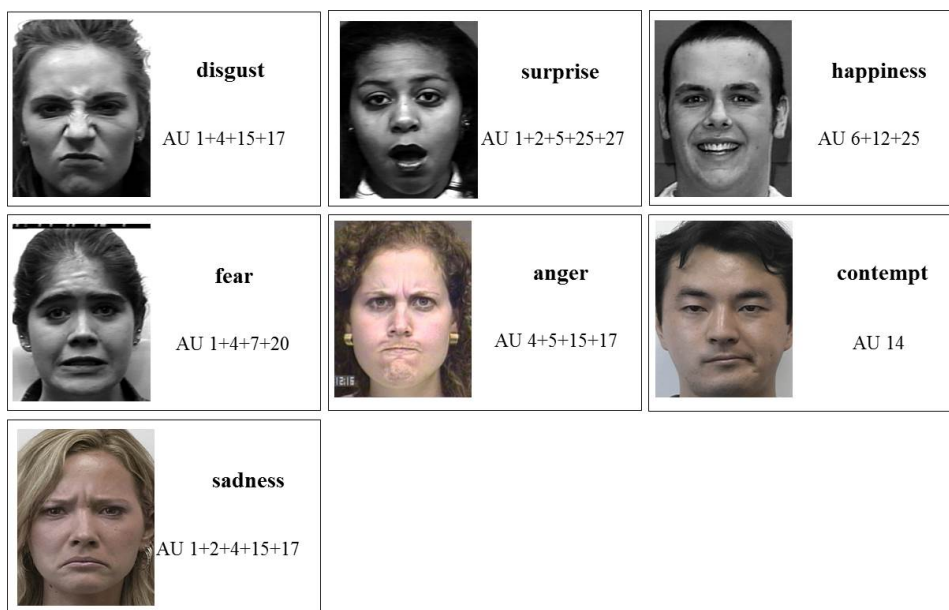 disgust
AU 1+4+15+17
surprise
AU 1+2+5+25+27
happiness
AU 6+12+25
fear
AU 1+4+7+20
anger
AU 4+5+15+17
12:15
contempt
AU 14
sadness
AU 1+2+4+15+17